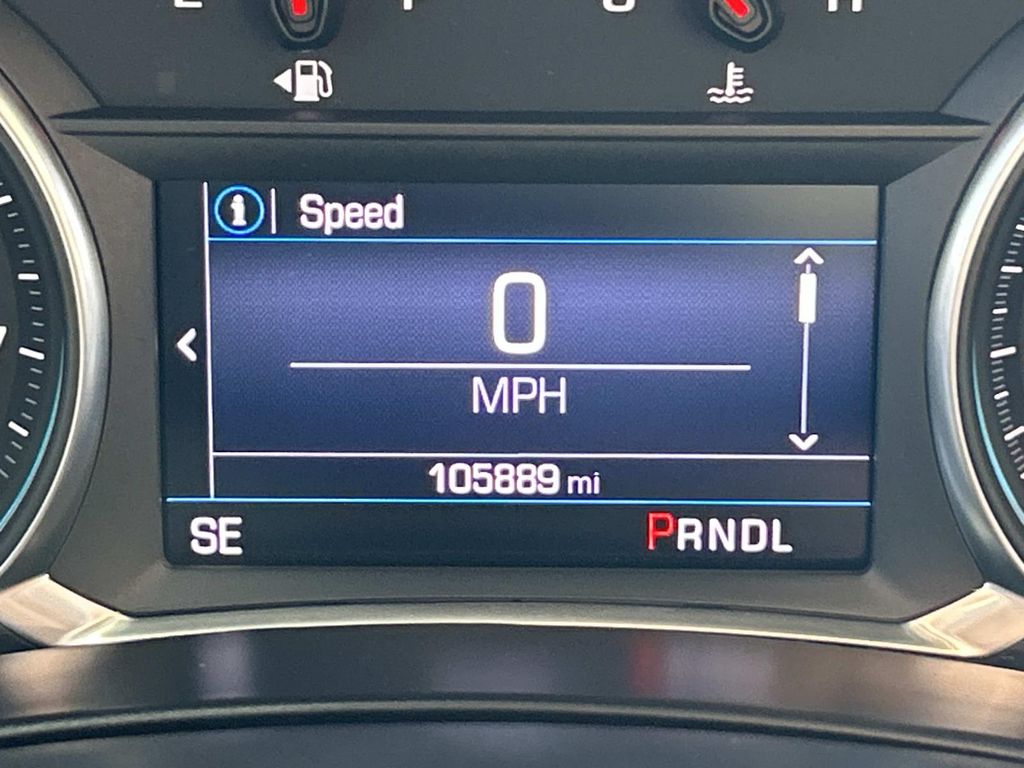 E F C H
i Speed
0
MPH
105889 mi
SE PRNDL